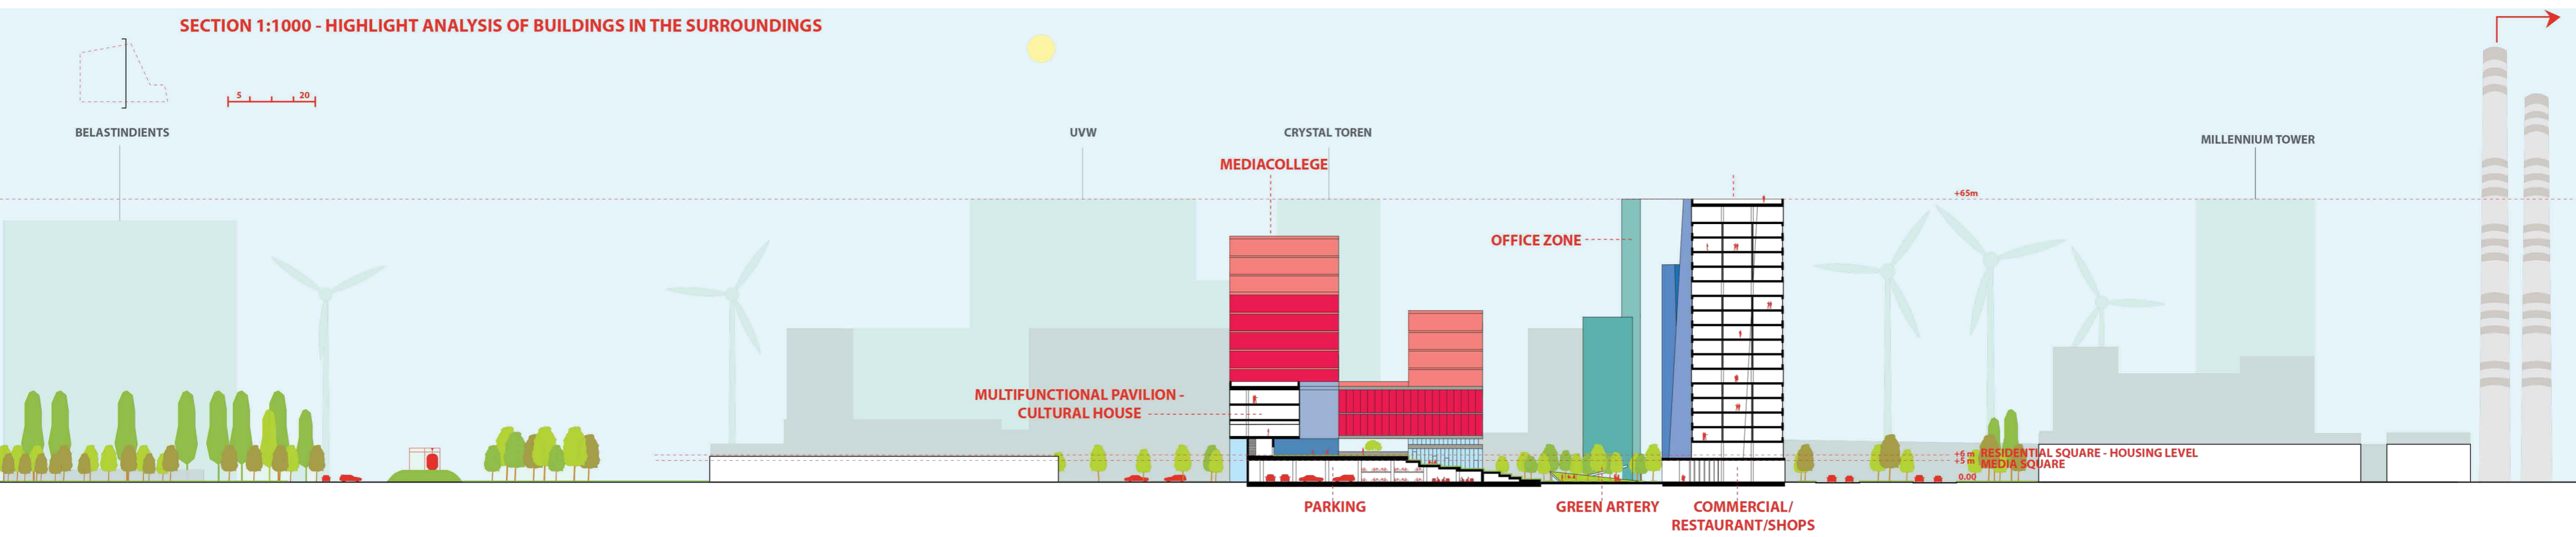 SECTION 1:1000 - HIGHLIGHT ANALYSIS OF BUILDINGS IN THE SURROUNDINGS
5 20
BELASTINDIENTS
UVW
CRYSTAL TOREN
MILLENNIUM TOWER
MEDIACOLLEGE
+65m
OFFICE ZONE
MULTIFUNCTIONAL PAVILION -
CULTURAL HOUSE
+6 m RESIDENTIAL SQUARE - HOUSING LEVEL
+5 m MEDIA SQUARE
0.00
PARKING
GREEN ARTERY
COMMERCIAL/
RESTAURANT/SHOPS